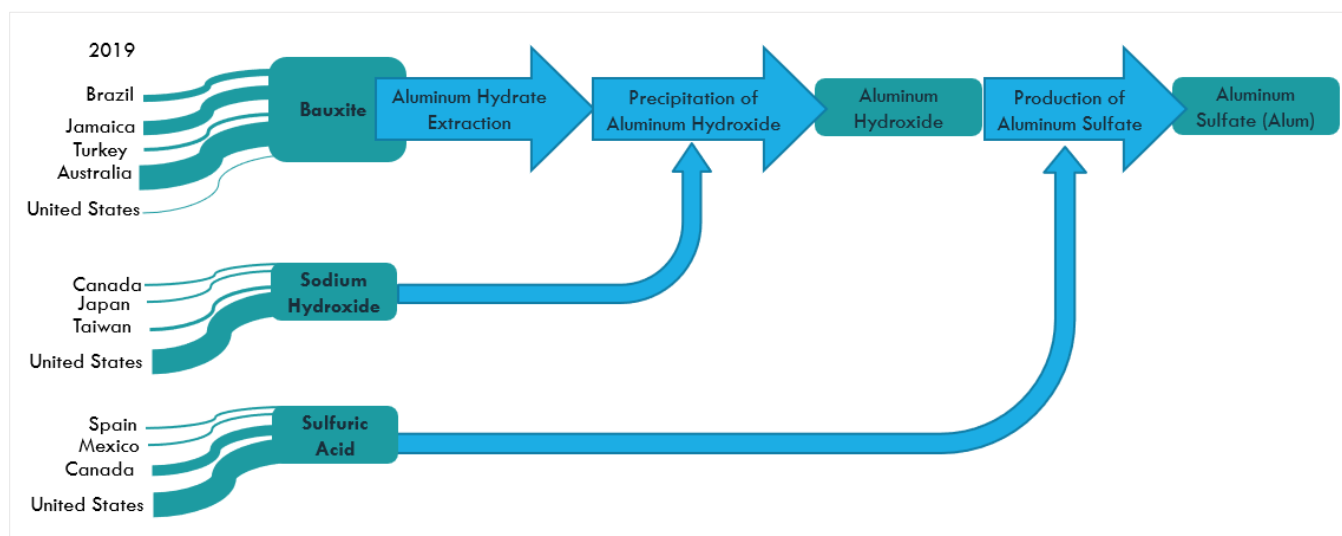 2019
Brazil
Jamaica
Turkey
Australia
United States
Bauxite
Aluminum Hydrate
Extraction
Precipitation of
Aluminum Hydroxide
Aluminum
Hydroxide
Production of
Aluminum Sulfate
Aluminum
Sulfate (Alum)
Canada
Japan
Taiwan
United States
Sodium
Hydroxide
Spain
Mexico
Canada
United States
Sulfuric
Acid